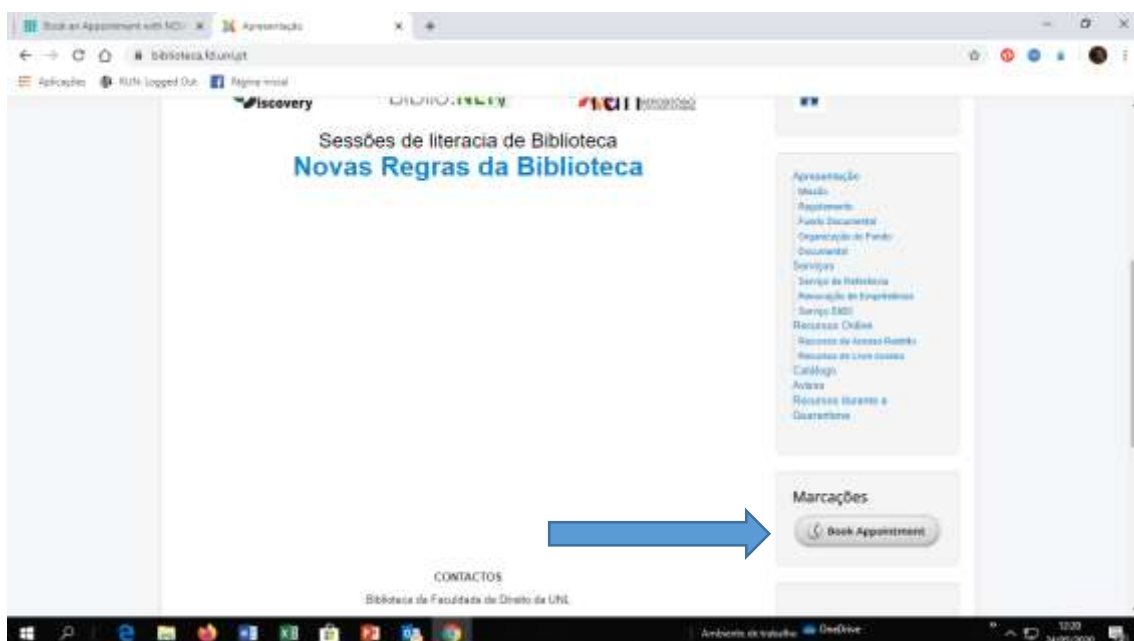 Book an Appointment with NOV
Apresentação
biblioteca.fd.unl.pt
Aplicações
RUN: Logged Out
Página inicial
iscovery
Sessões de literacia de Biblioteca
Novas Regras da Biblioteca
Apresentação
Missão
Regulamento
Fundo Documental
Organização do Fundo
Documental
Serviços
Serviço de Referência
Renovação de Empréstimos
Recursos Online
Recursos de Acesso Restrito
Recursos de Livre Acesso
Catálogo
Avisos
Recursos durante a
Quarentena
Marcações
Book Appointment
CONTACTOS
Biblioteca da Faculdade de Direito da UNL
Ambiente de trabalho
OneDrive
12:20